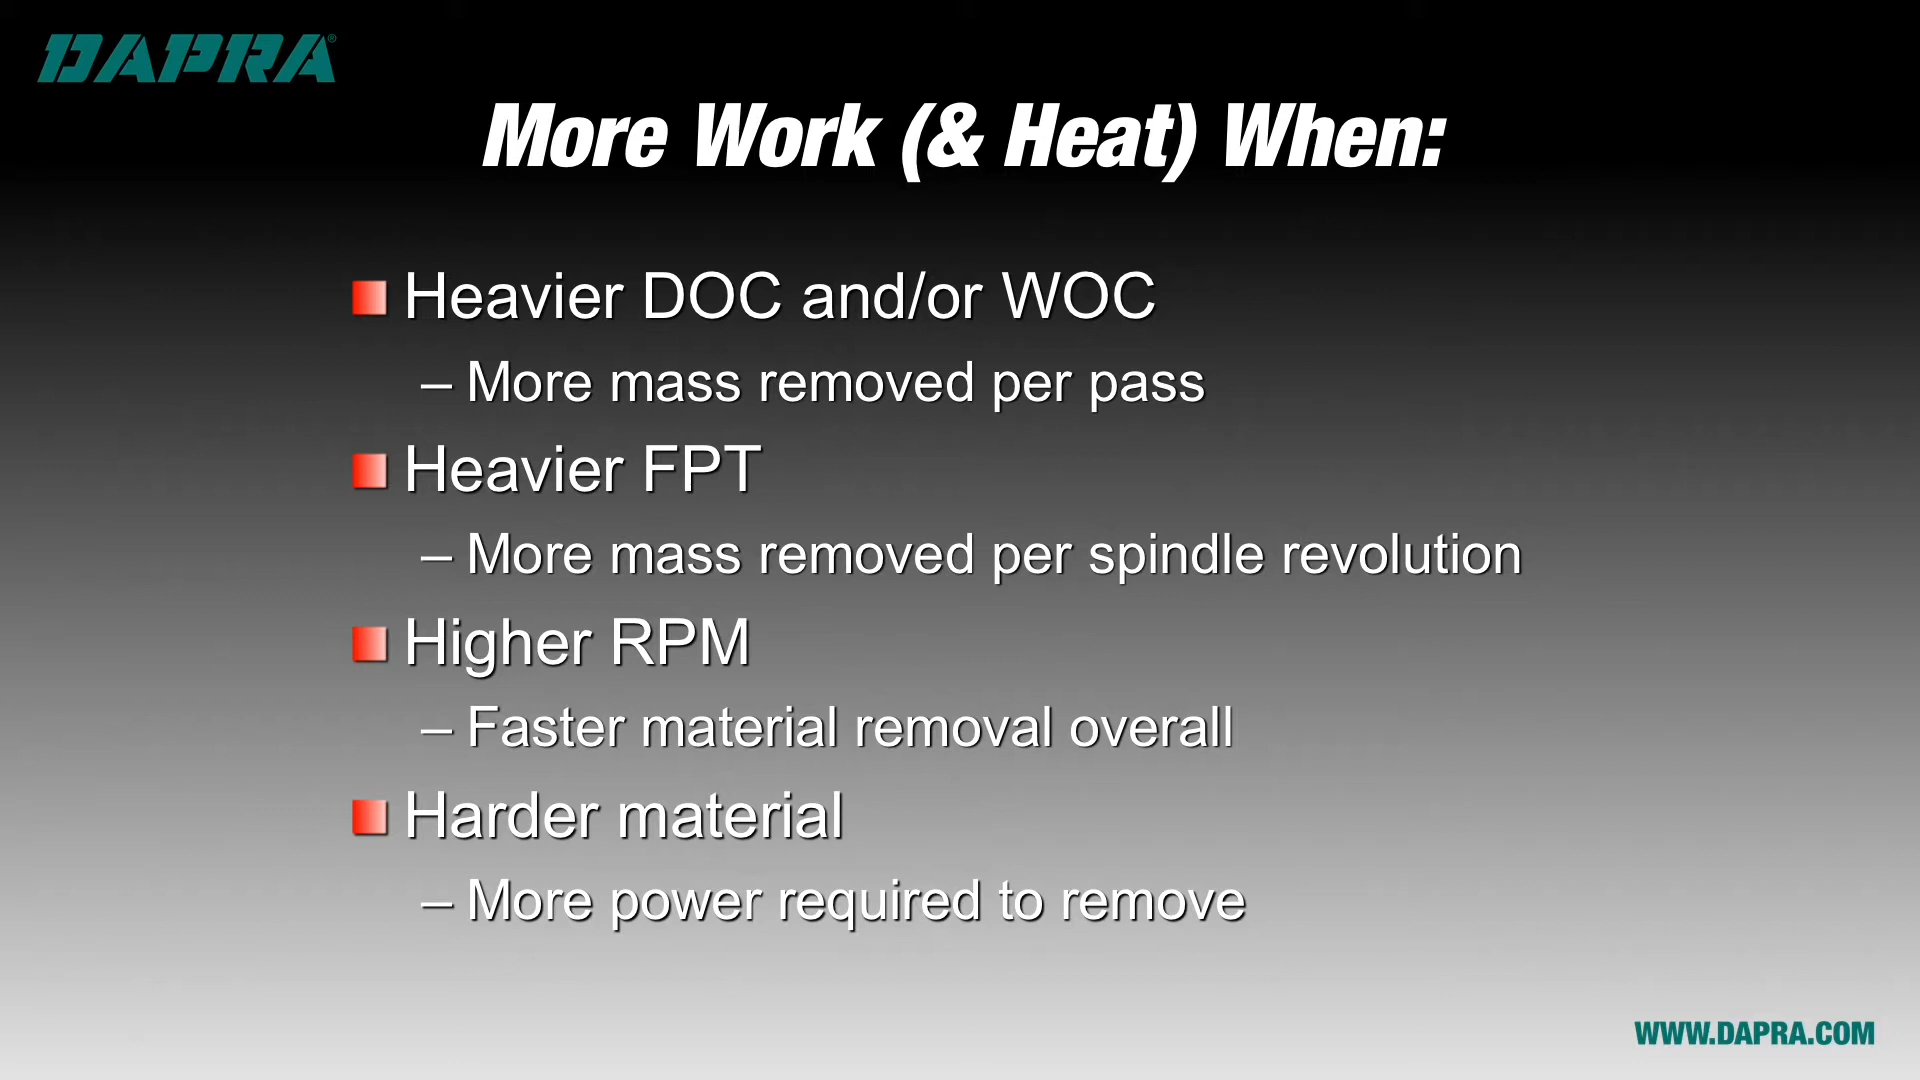 DAPRA®
More Work (& Heat) When:
Heavier DOC and/or WOC
– More mass removed per pass
Heavier FPT
– More mass removed per spindle revolution
Higher RPM
– Faster material removal overall
Harder material
– More power required to remove
WWW.DAPRA.COM